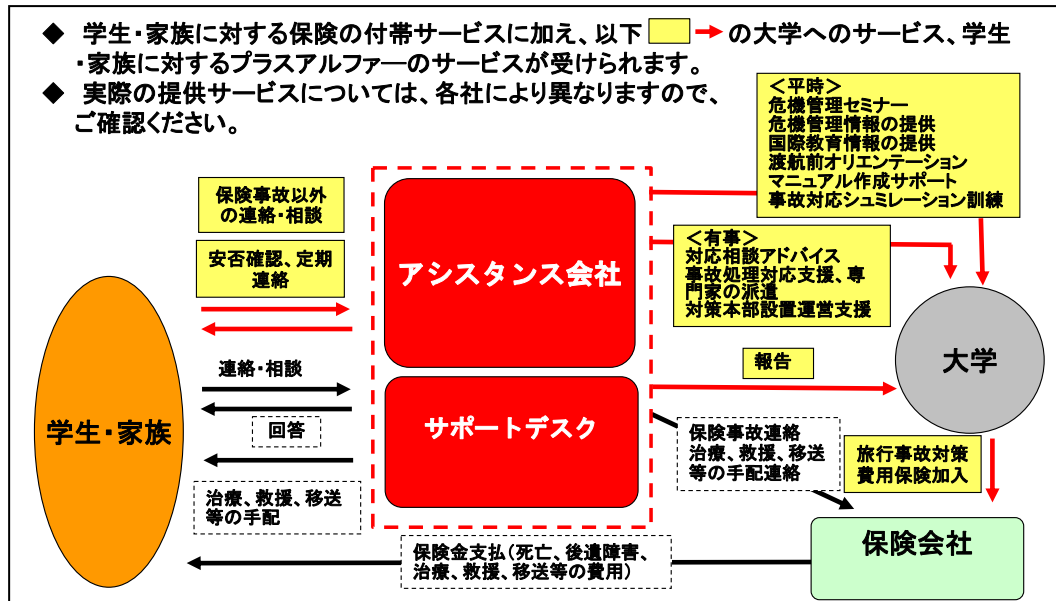 ◆ 学生・家族に対する保険の付帯サービスに加え、以下 → の大学へのサービス、学生
・家族に対するプラスアルファーのサービスが受けられます。
◆ 実際の提供サービスについては、各社により異なりますので、
ご確認ください。
<平時>
危機管理セミナー
危機管理情報の提供
国際教育情報の提供
渡航前オリエンテーション
マニュアル作成サポート
事故対応シュミレーション訓練
保険事故以外
の連絡・相談
安否確認、定期
連絡
アシスタンス会社
<有事>
対応相談アドバイス
事故処理対応支援、専
門家の派遣
対策本部設置運営支援
大学
報告
連絡・相談
学生・家族
回答
サポートデスク
保険事故連絡
治療、救援、移送
等の手配連絡
旅行事故対策
費用保険加入
治療、救援、移送
等の手配
保険金支払(死亡、後遺障害、
治療、救援、移送等の費用)
保険会社